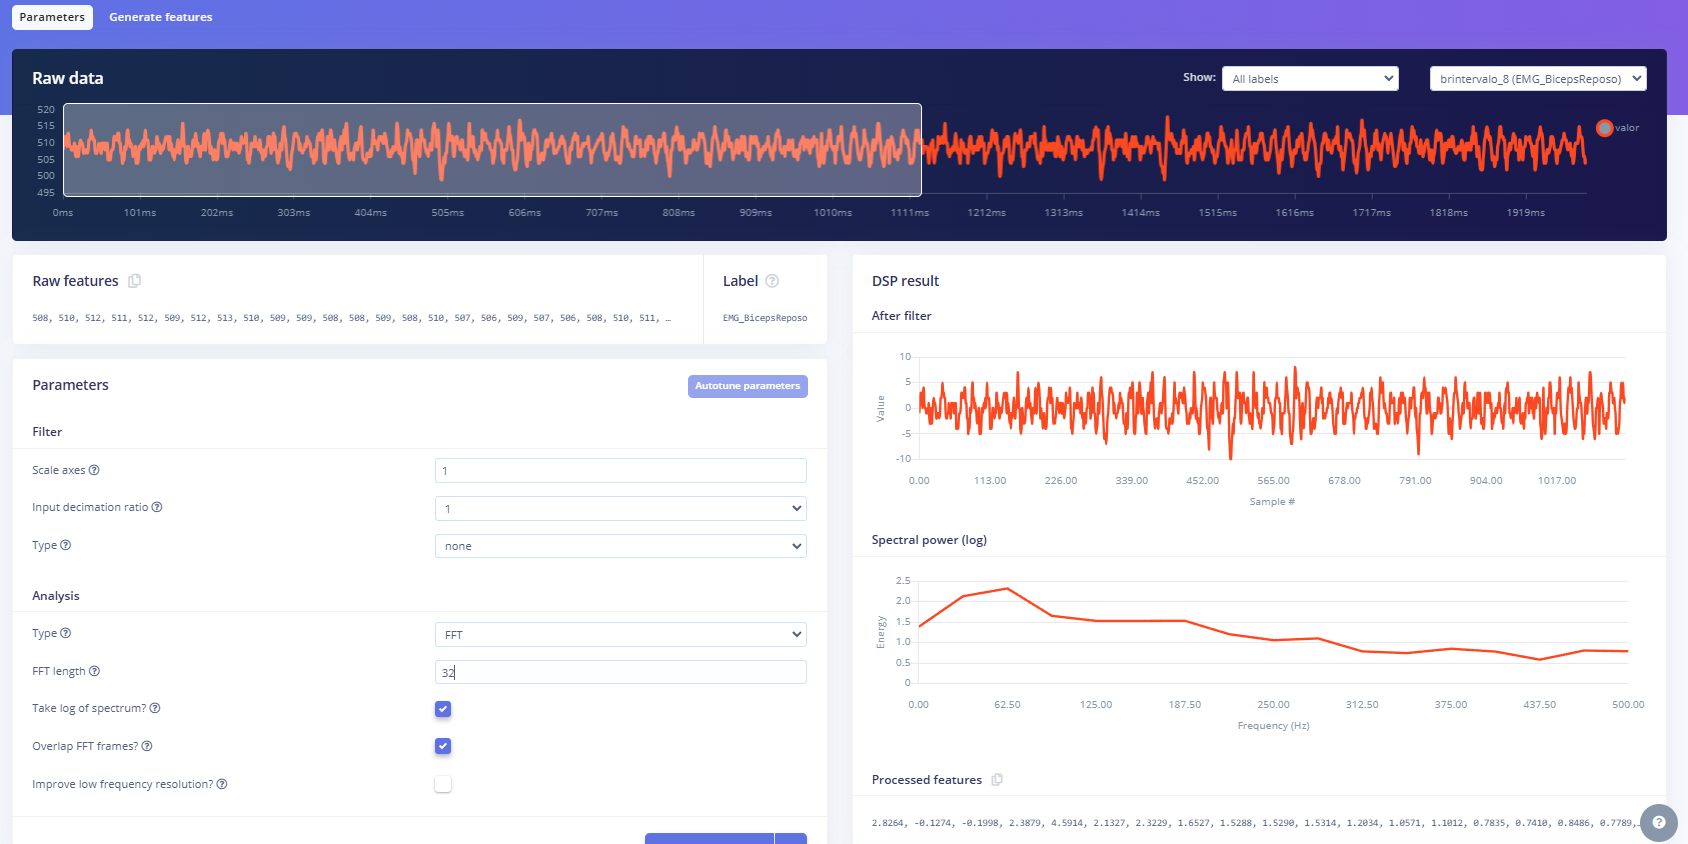 Parameters Generate features
Raw data Show: All labels brintervalo_8 (EMG_BicepsReposo)
520
515
510
505
500
495
valor
0ms 101ms 202ms 303ms 404ms 505ms 606ms 707ms 808ms 909ms 1010ms 1111ms 1212ms 1313ms 1414ms 1515ms 1616ms 1717ms 1818ms 1919ms
Raw features
508, 510, 512, 511, 512, 509, 512, 513, 510, 509, 509, 508, 508, 509, 508, 510, 507, 506, 509, 507, 506, 508, 510, 511, …
Label
EMG_BicepsReposo
Parameters Autotune parameters
Filter
Scale axes 1
Input decimation ratio 1
Type none
Analysis
Type FFT
FFT length 32
Take log of spectrum?
Overlap FFT frames?
Improve low frequency resolution?
DSP result
After filter
10
5
0
-5
-10
Value
0.00 113.00 226.00 339.00 452.00 565.00 678.00 791.00 904.00 1017.00
Sample #
Spectral power (log)
2.5
2.0
1.5
1.0
0.5
0
Energy
0.00 62.50 125.00 187.50 250.00 312.50 375.00 437.50 500.00
Frequency (Hz)
Processed features
2.8264, -0.1274, -0.1998, 2.3879, 4.5914, 2.1327, 2.3229, 1.6527, 1.5288, 1.5290, 1.5314, 1.2034, 1.0571, 1.1012, 0.7835, 0.7410, 0.8486, 0.7789,…
?